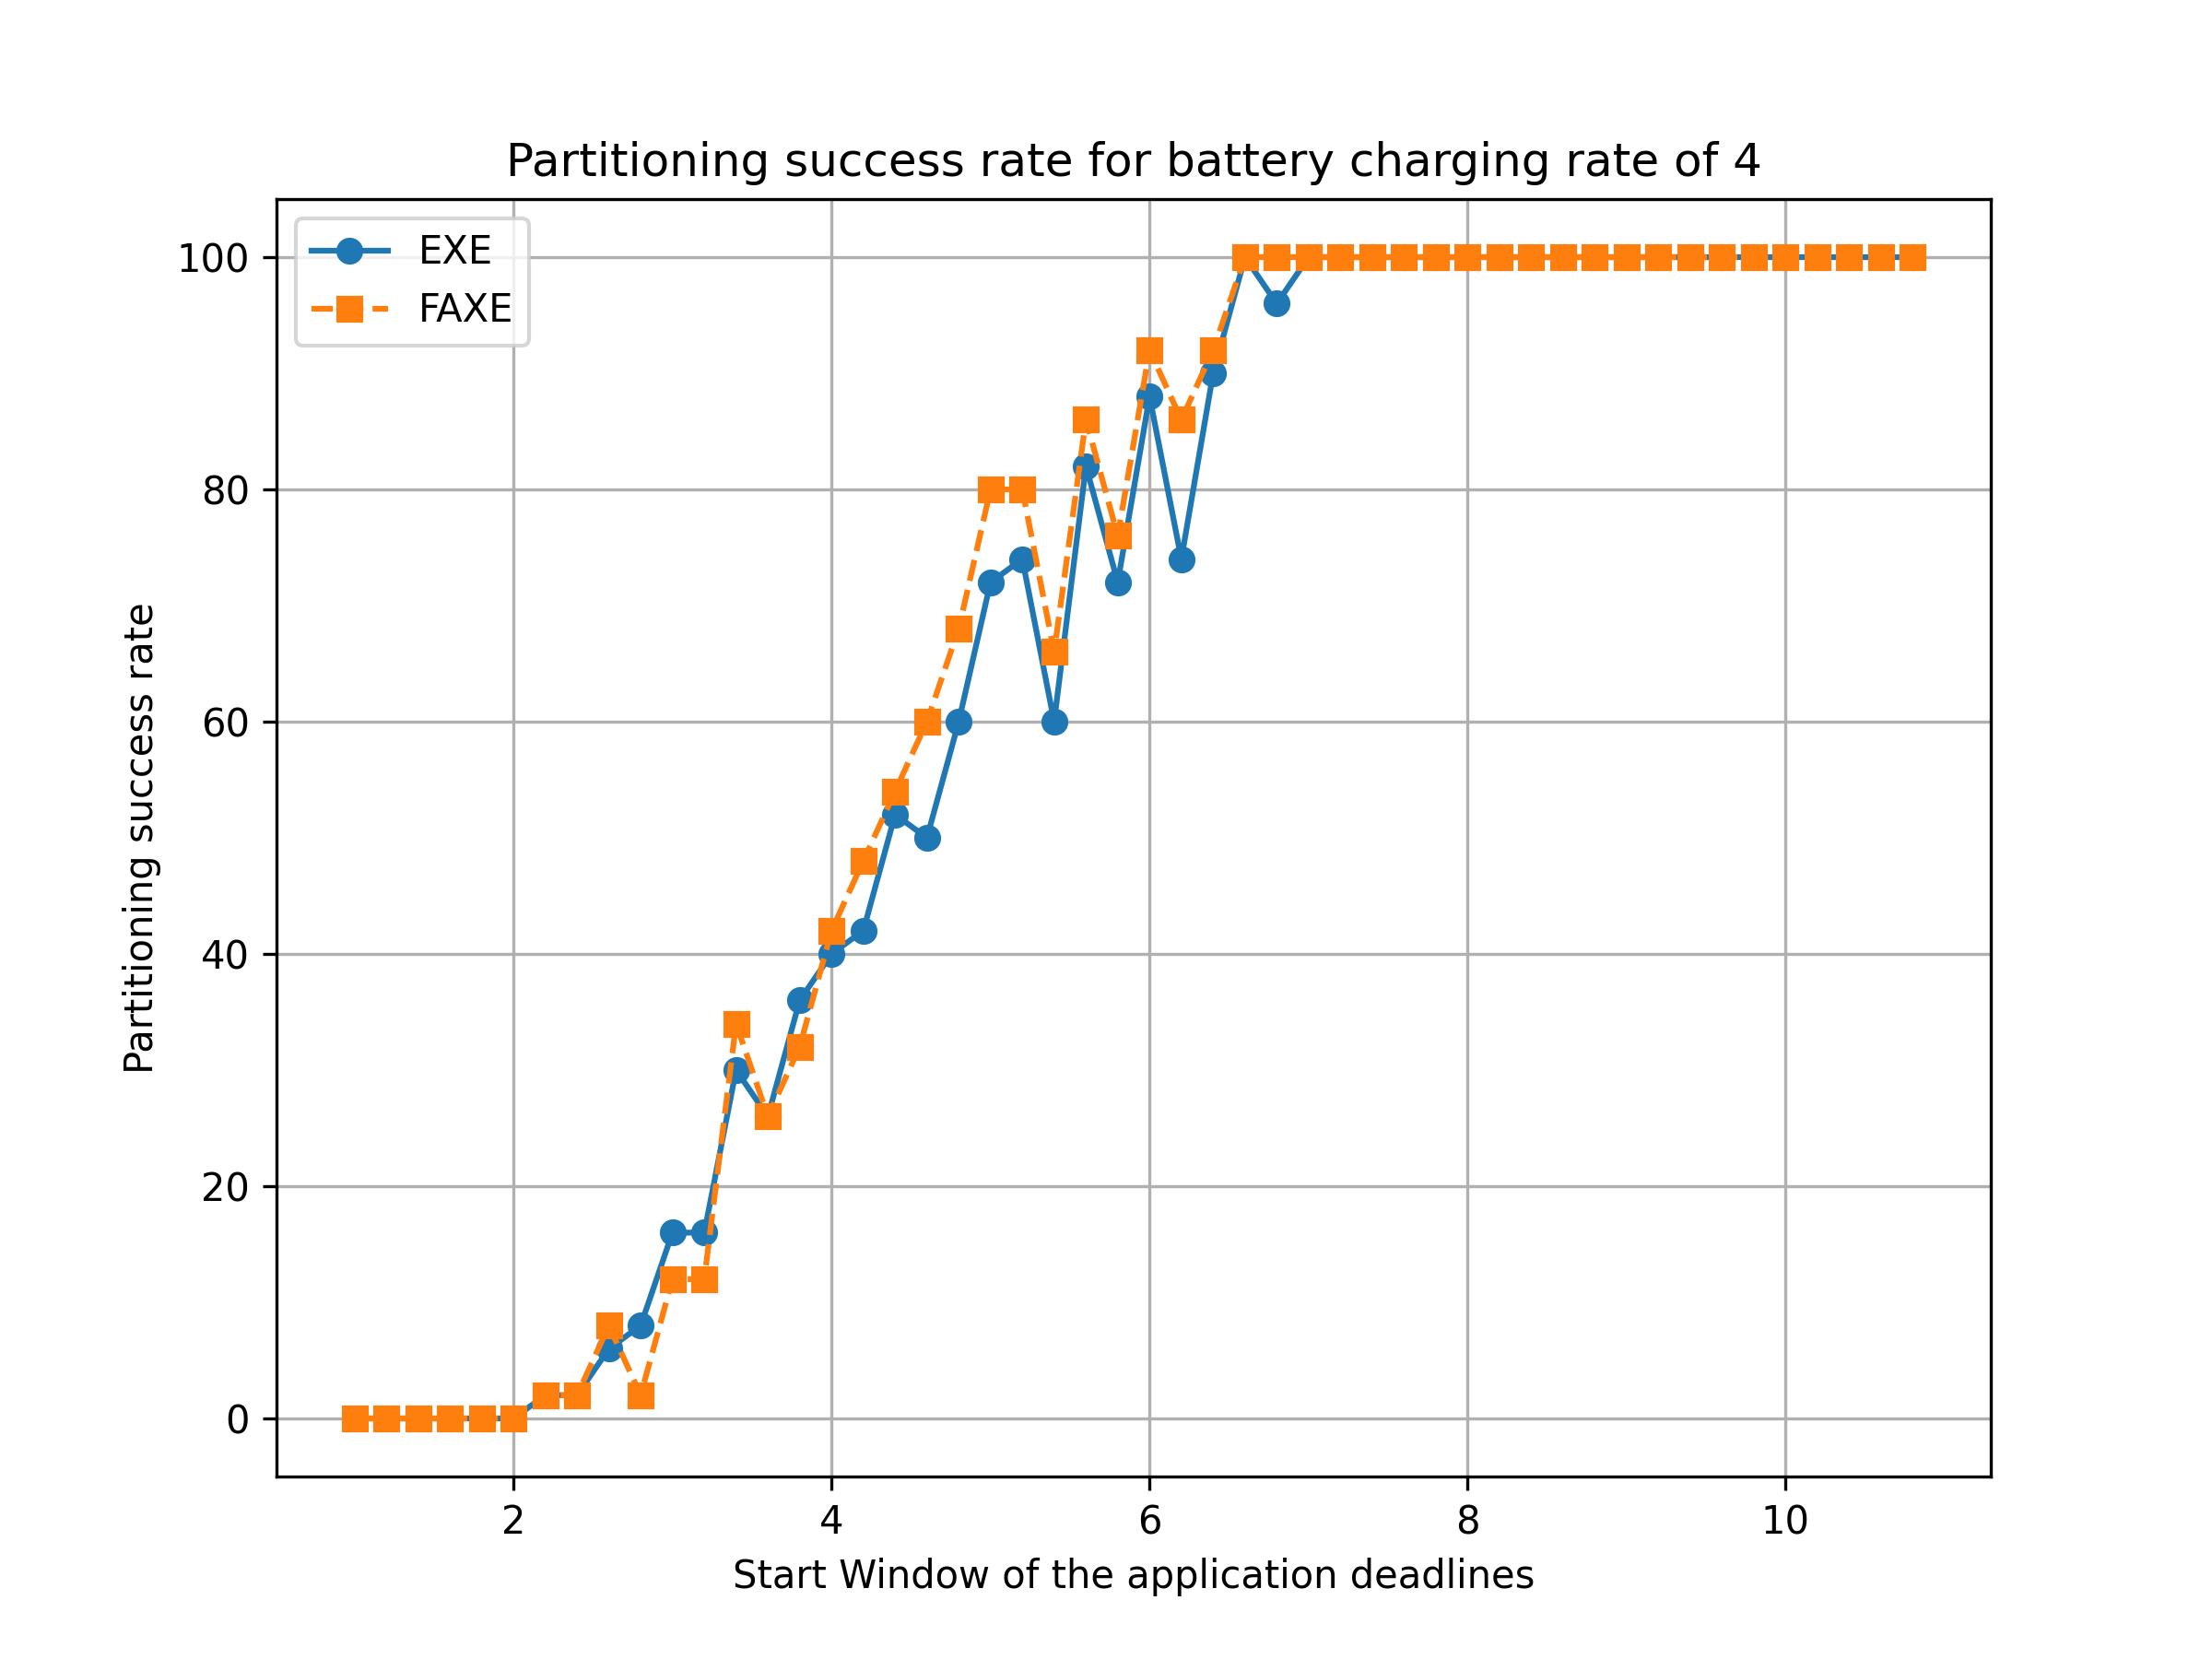 Partitioning success rate for battery charging rate of 4
EXE
FAXE
100
80
60
40
20
0
Partitioning success rate
2 4 6 8 10
Start Window of the application deadlines